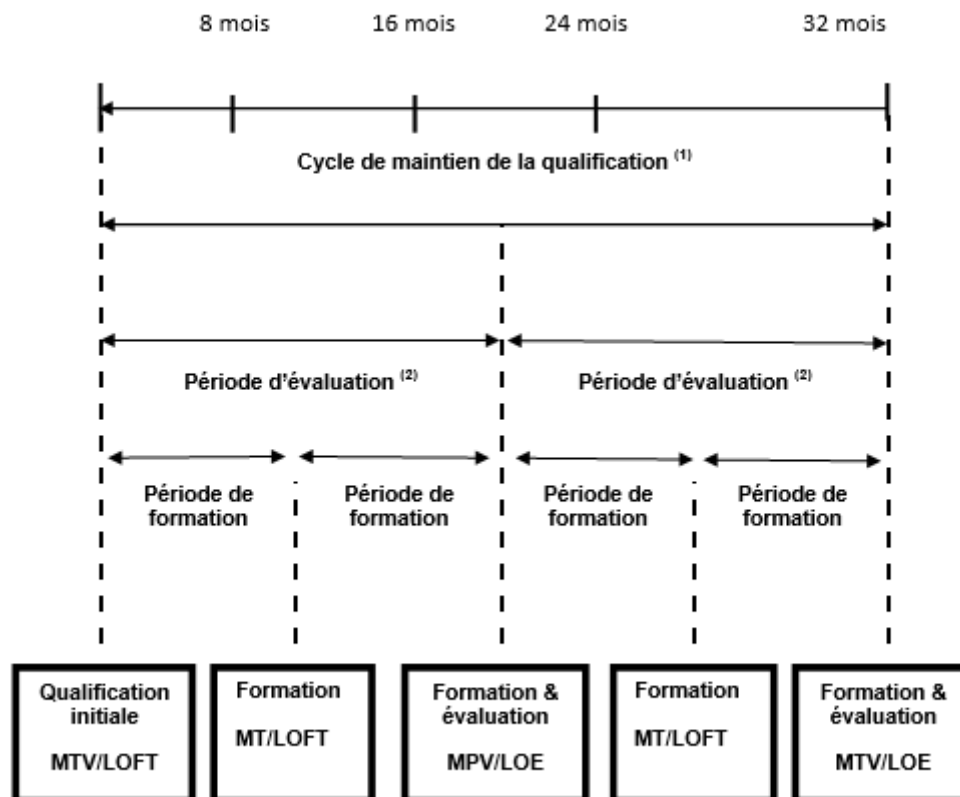 8 mois 16 mois 24 mois 32 mois
Cycle de maintien de la qualification (1)
Période d'évaluation (2) Période d'évaluation (2)
Période de formation Période de formation Période de formation Période de formation
Qualification initiale
MTV/LOFT
Formation
MT/LOFT
Formation & évaluation
MPV/LOE
Formation
MT/LOFT
Formation & évaluation
MTV/LOE